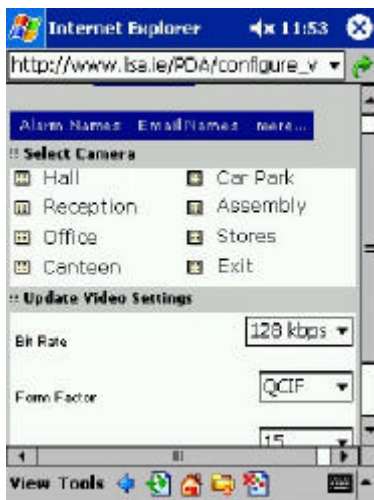 Internet Explorer 11:53
http://www.lsa.ie/PDA/configure_v
Alarm Names Email Names more...
:: Select Camera
Hall Car Park
Reception Assembly
Office Stores
Canteen Exit
:: Update Video Settings
Bit Rate 128 kbps
Form Factor QCIF
15
View Tools